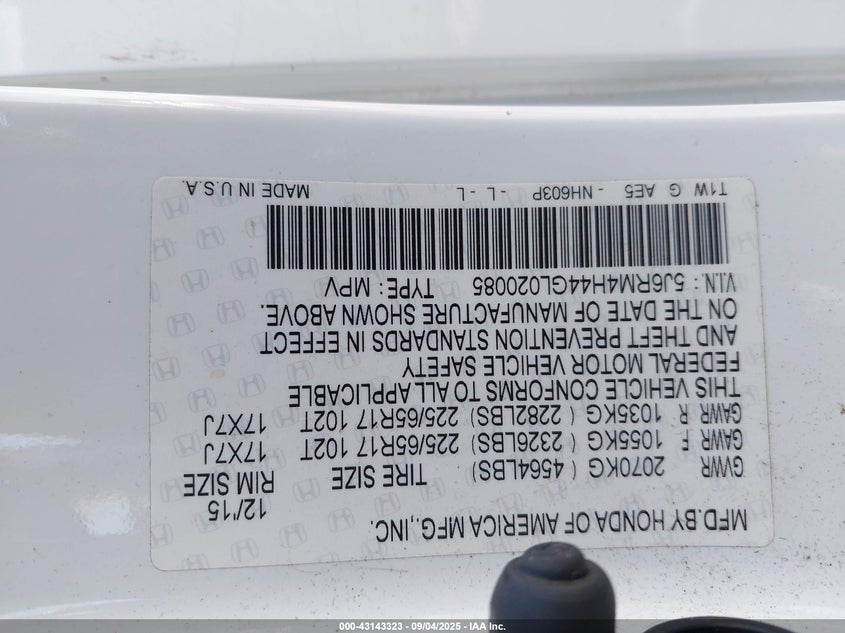 MFD.BY HONDA OF AMERICA MFG.,INC. 12/'15
GVWR 2070KG ( 4564LBS) TIRE SIZE RIM SIZE
GAWR F 1055KG ( 2326LBS) 225/65R17 102T 17X7J
GAWR R 1035KG ( 2282LBS) 225/65R17 102T 17X7J
THIS VEHICLE CONFORMS TO ALL APPLICABLE
FEDERAL MOTOR VEHICLE SAFETY
AND THEFT PREVENTION STANDARDS IN EFFECT
ON THE DATE OF MANUFACTURE SHOWN ABOVE.
V.I.N.: 5J6RM4H44GL020085 TYPE: MPV
T1W G AE5 - NH603P - L - L MADE IN U.S.A.
000-43143323 - 09/04/2025 - IAA Inc.